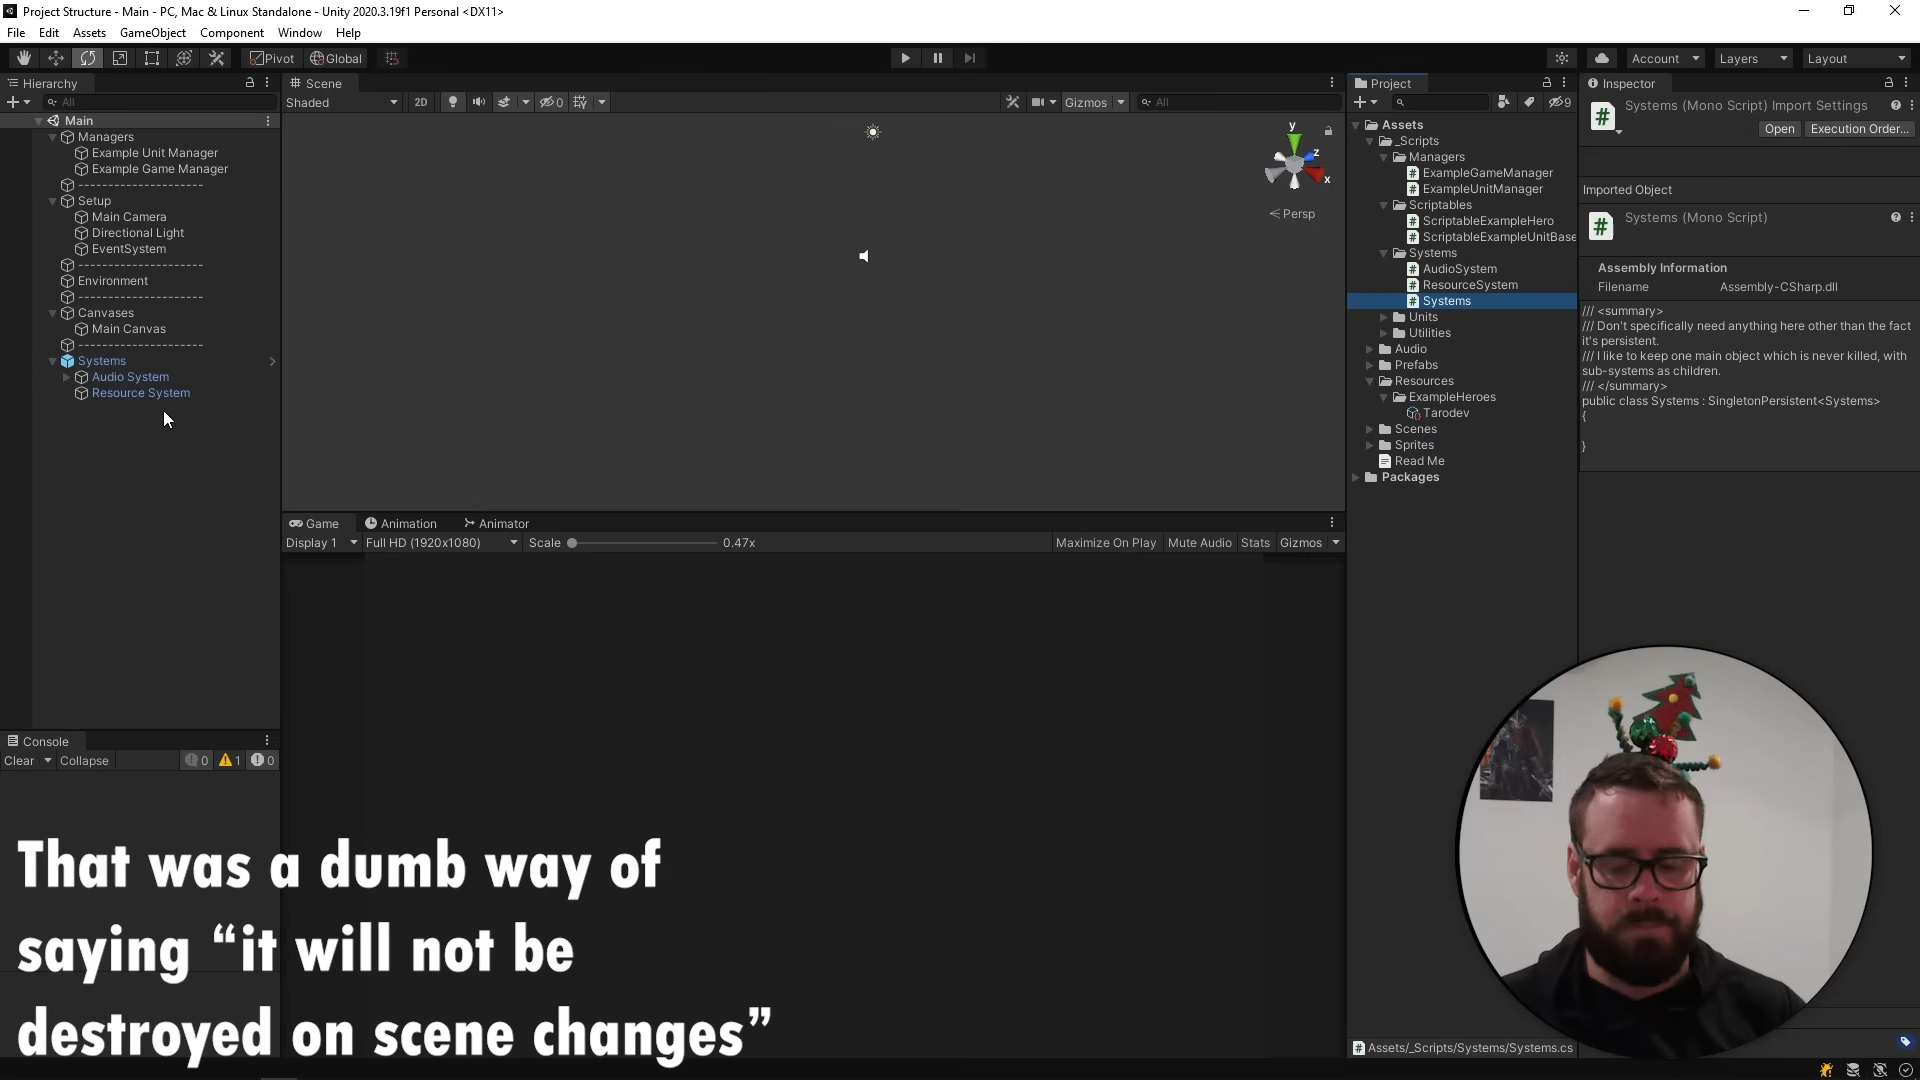 Project Structure - Main - PC, Mac & Linux Standalone - Unity 2020.3.19f1 Personal <DX11>
File Edit Assets GameObject Component Window Help
Pivot Global Account Layers Layout
Hierarchy
All
Main
Managers
Example Unit Manager
Example Game Manager
--------------------
Setup
Main Camera
Directional Light
EventSystem
--------------------
Environment
--------------------
Canvases
Main Canvas
--------------------
Systems
Audio System
Resource System
Scene
Shaded 2D 0 Gizmos All
y
z
x
Persp
Game Animation Animator
Display 1 Full HD (1920x1080) Scale 0.47x Maximize On Play Mute Audio Stats Gizmos
Console
Clear Collapse 0 1 0
Project
9
Assets
_Scripts
Managers
ExampleGameManager
ExampleUnitManager
Scriptables
ScriptableExampleHero
ScriptableExampleUnitBase
Systems
AudioSystem
ResourceSystem
Systems
Units
Utilities
Audio
Prefabs
Resources
ExampleHeroes
Tarodev
Scenes
Sprites
Read Me
Packages
Assets/_Scripts/Systems/Systems.cs
Inspector
Systems (Mono Script) Import Settings
Open Execution Order...
Imported Object
Systems (Mono Script)
Assembly Information
Filename Assembly-CSharp.dll
/// <summary>
/// Don't specifically need anything here other than the fact
it's persistent.
/// I like to keep one main object which is never killed, with
sub-systems as children.
/// </summary>
public class Systems : SingletonPersistent<Systems>
{
}
That was a dumb way of
saying “it will not be
destroyed on scene changes”